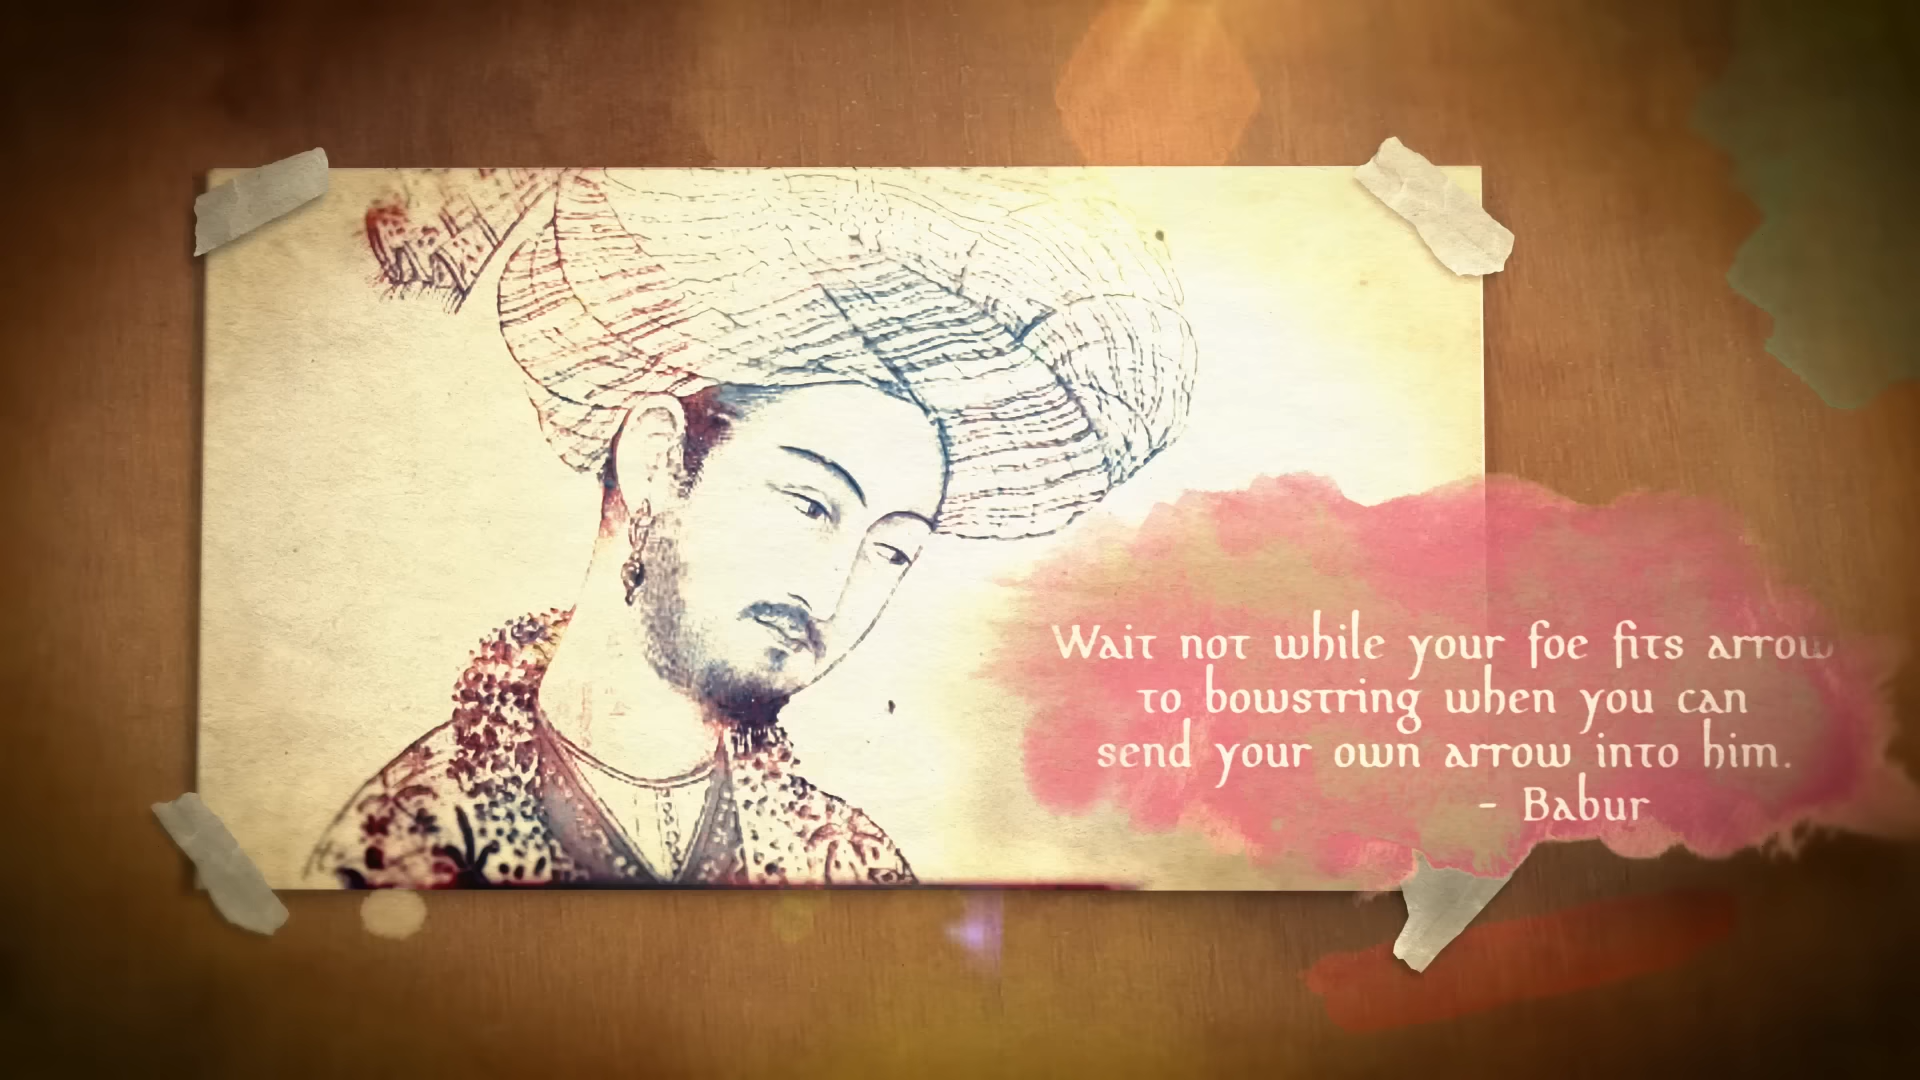 Wait not while your foe fits arrow
to bowstring when you can
send your own arrow into him.
- Babur